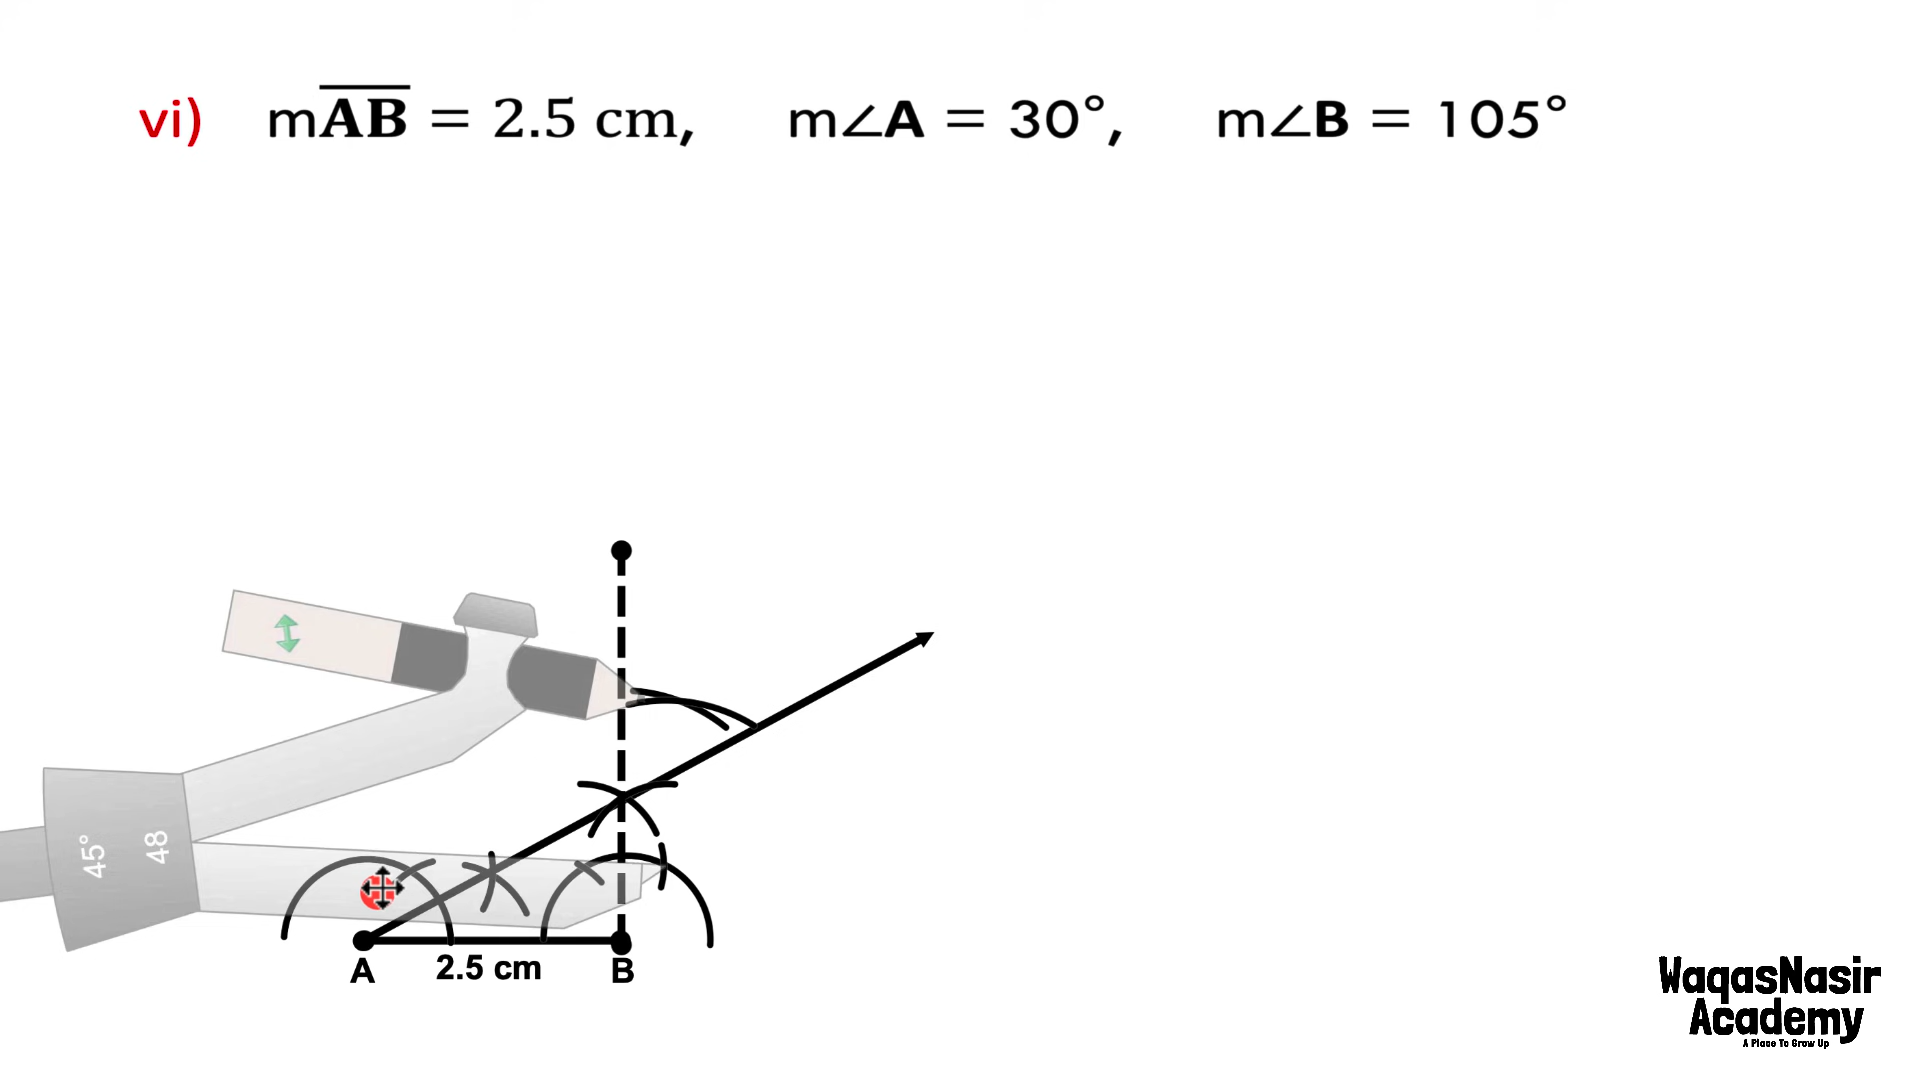 vi) mAB = 2.5 cm, m∠A = 30°, m∠B = 105°
45° 48
A 2.5 cm B
WaqasNasir
Academy
A Place To Grow Up